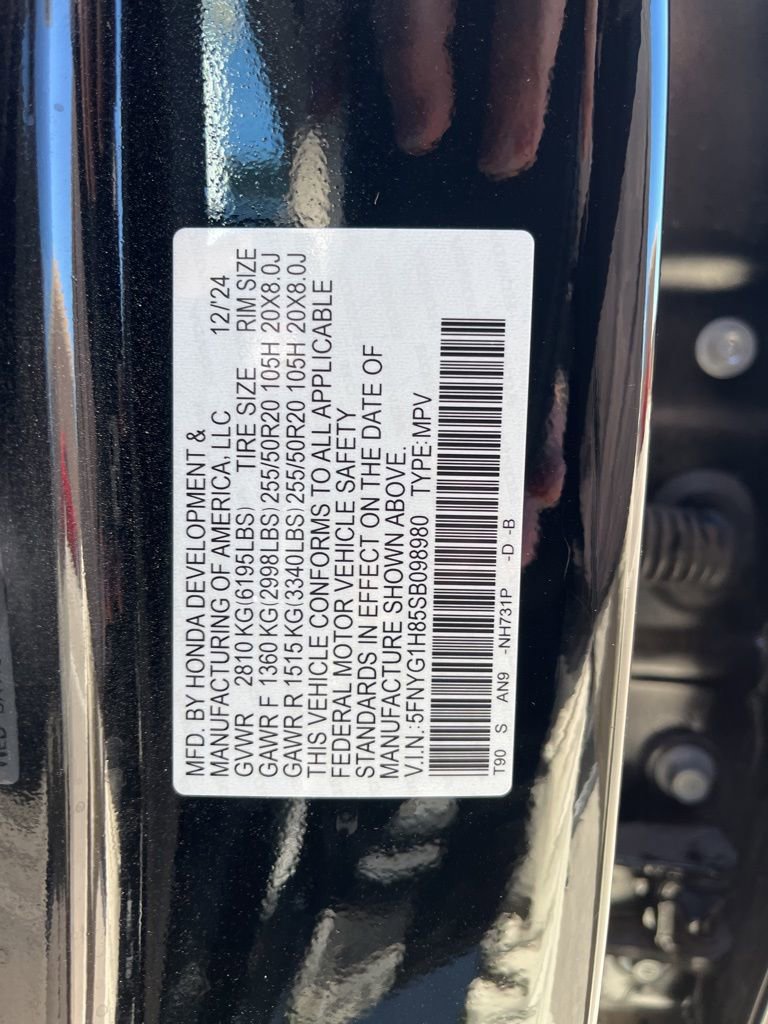 MFD. BY HONDA DEVELOPMENT &
MANUFACTURING OF AMERICA, LLC 12/'24
GVWR 2810 KG(6195LBS) TIRE SIZE RIM SIZE
GAWR F 1360 KG(2998LBS) 255/50R20 105H 20X8.0J
GAWR R 1515 KG(3340LBS) 255/50R20 105H 20X8.0J
THIS VEHICLE CONFORMS TO ALL APPLICABLE
FEDERAL MOTOR VEHICLE SAFETY
STANDARDS IN EFFECT ON THE DATE OF
MANUFACTURE SHOWN ABOVE.
V.I.N.:5FNYG1H85SB098980 TYPE:MPV
T90 S AN9 -NH731P -D -B